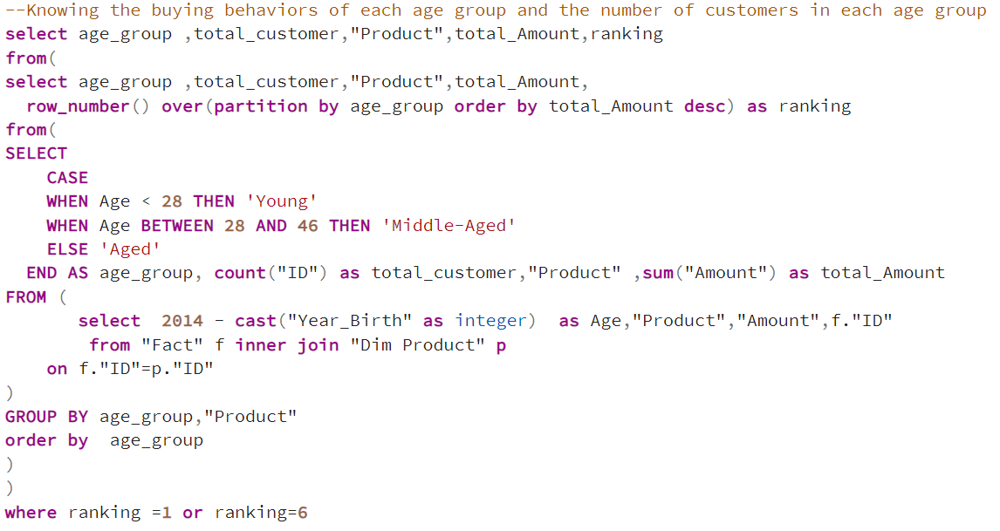 --Knowing the buying behaviors of each age group and the number of customers in each age group
select age_group ,total_customer,"Product",total_Amount,ranking
from(
select age_group ,total_customer,"Product",total_Amount,
  row_number() over(partition by age_group order by total_Amount desc) as ranking
from(
SELECT
    CASE
    WHEN Age < 28 THEN 'Young'
    WHEN Age BETWEEN 28 AND 46 THEN 'Middle-Aged'
    ELSE 'Aged'
  END AS age_group, count("ID") as total_customer,"Product" ,sum("Amount") as total_Amount
FROM (
       select  2014 - cast("Year_Birth" as integer)  as Age,"Product","Amount",f."ID"
        from "Fact" f inner join "Dim Product" p
    on f."ID"=p."ID"
)
GROUP BY age_group,"Product"
order by  age_group
)
)
where ranking =1 or ranking=6